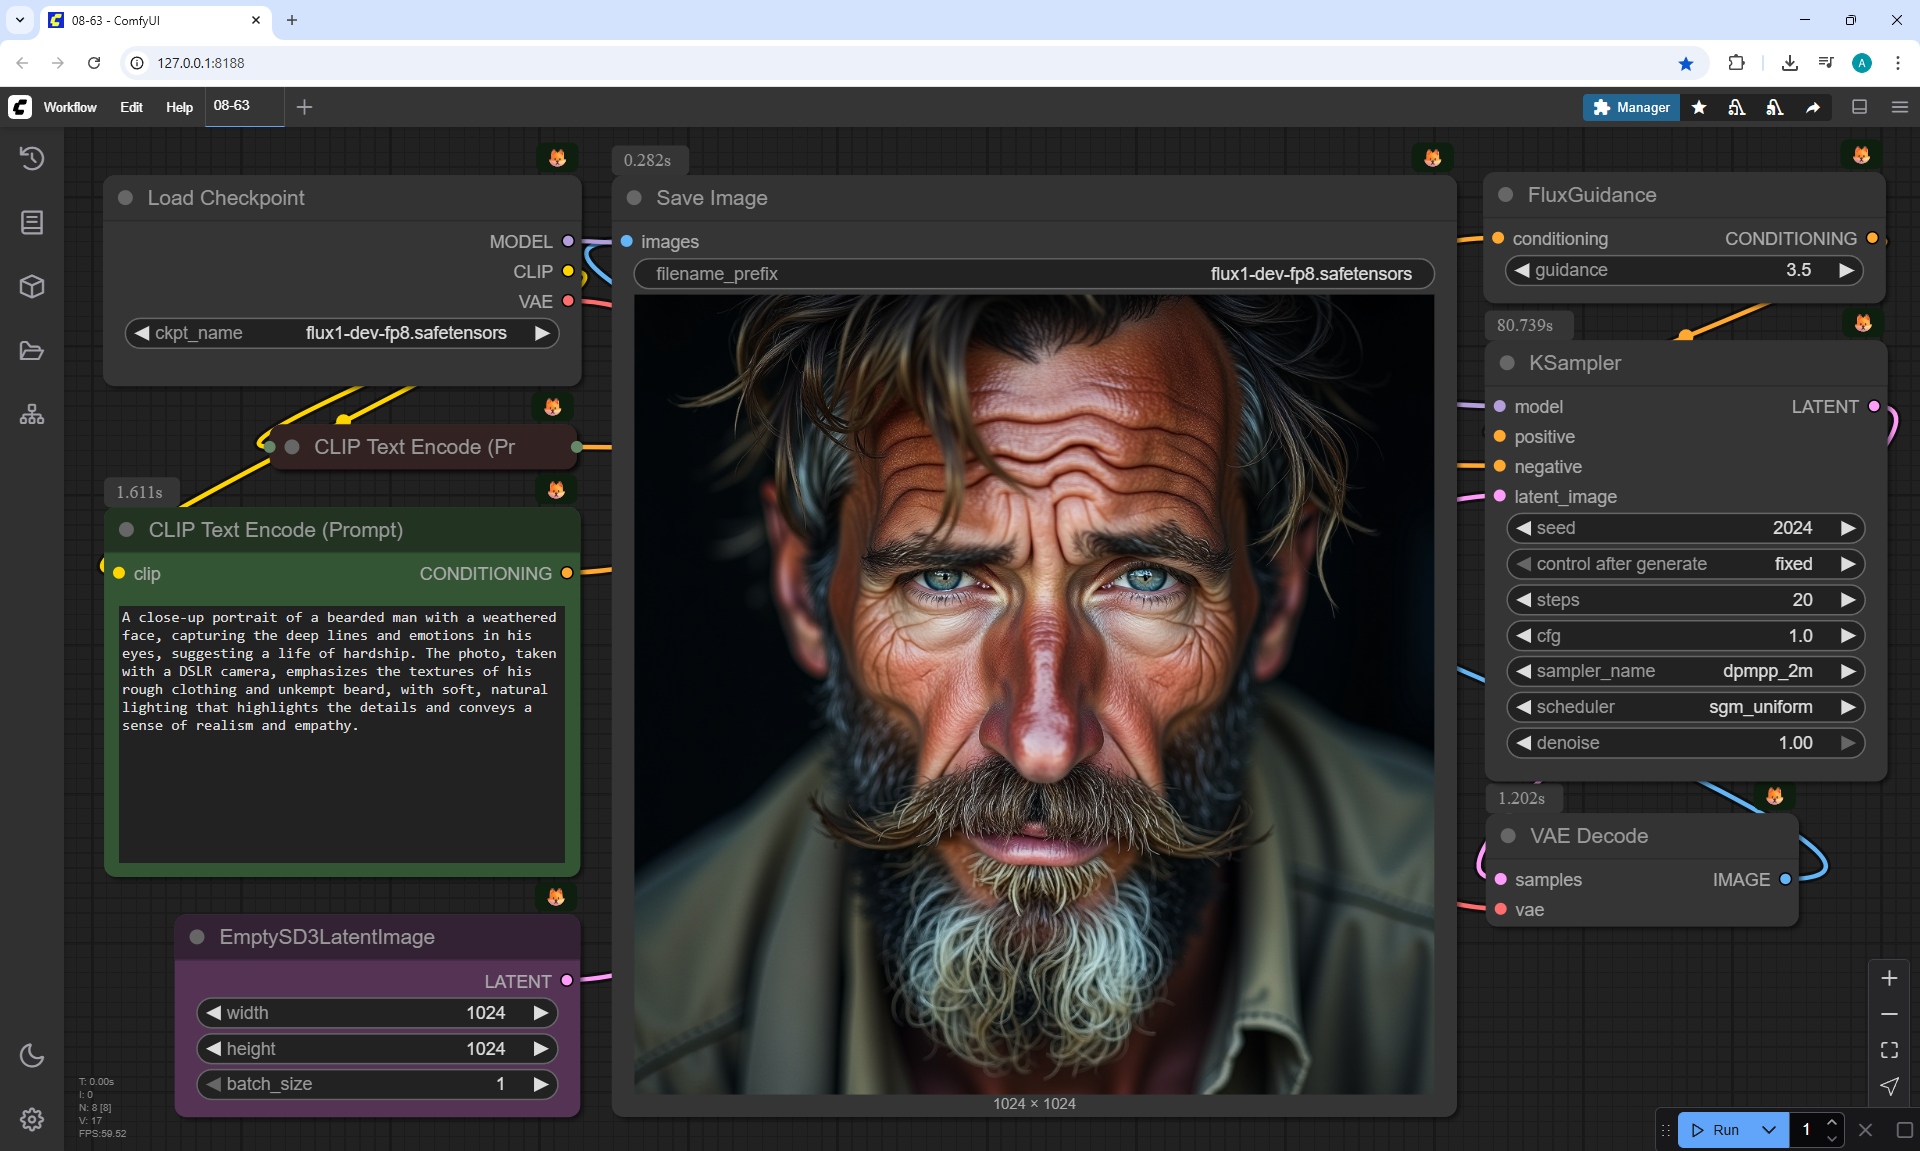 08-63 - ComfyUI
127.0.0.1:8188
Workflow Edit Help 08-63
Manager
A
Load Checkpoint
MODEL
CLIP
VAE
ckpt_name flux1-dev-fp8.safetensors
CLIP Text Encode (Pr
1.611s
CLIP Text Encode (Prompt)
clip CONDITIONING
A close-up portrait of a bearded man with a weathered
face, capturing the deep lines and emotions in his
eyes, suggesting a life of hardship. The photo, taken
with a DSLR camera, emphasizes the textures of his
rough clothing and unkempt beard, with soft, natural
lighting that highlights the details and conveys a
sense of realism and empathy.
EmptySD3LatentImage
LATENT
width 1024
height 1024
batch_size 1
T: 0.00s
I: 0
N: 8 [8]
V: 17
FPS:59.52
0.282s
Save Image
images
filename_prefix flux1-dev-fp8.safetensors
1024 × 1024
FluxGuidance
conditioning CONDITIONING
guidance 3.5
80.739s
KSampler
model LATENT
positive
negative
latent_image
seed 2024
control after generate fixed
steps 20
cfg 1.0
sampler_name dpmpp_2m
scheduler sgm_uniform
denoise 1.00
1.202s
VAE Decode
samples IMAGE
vae
Run 1